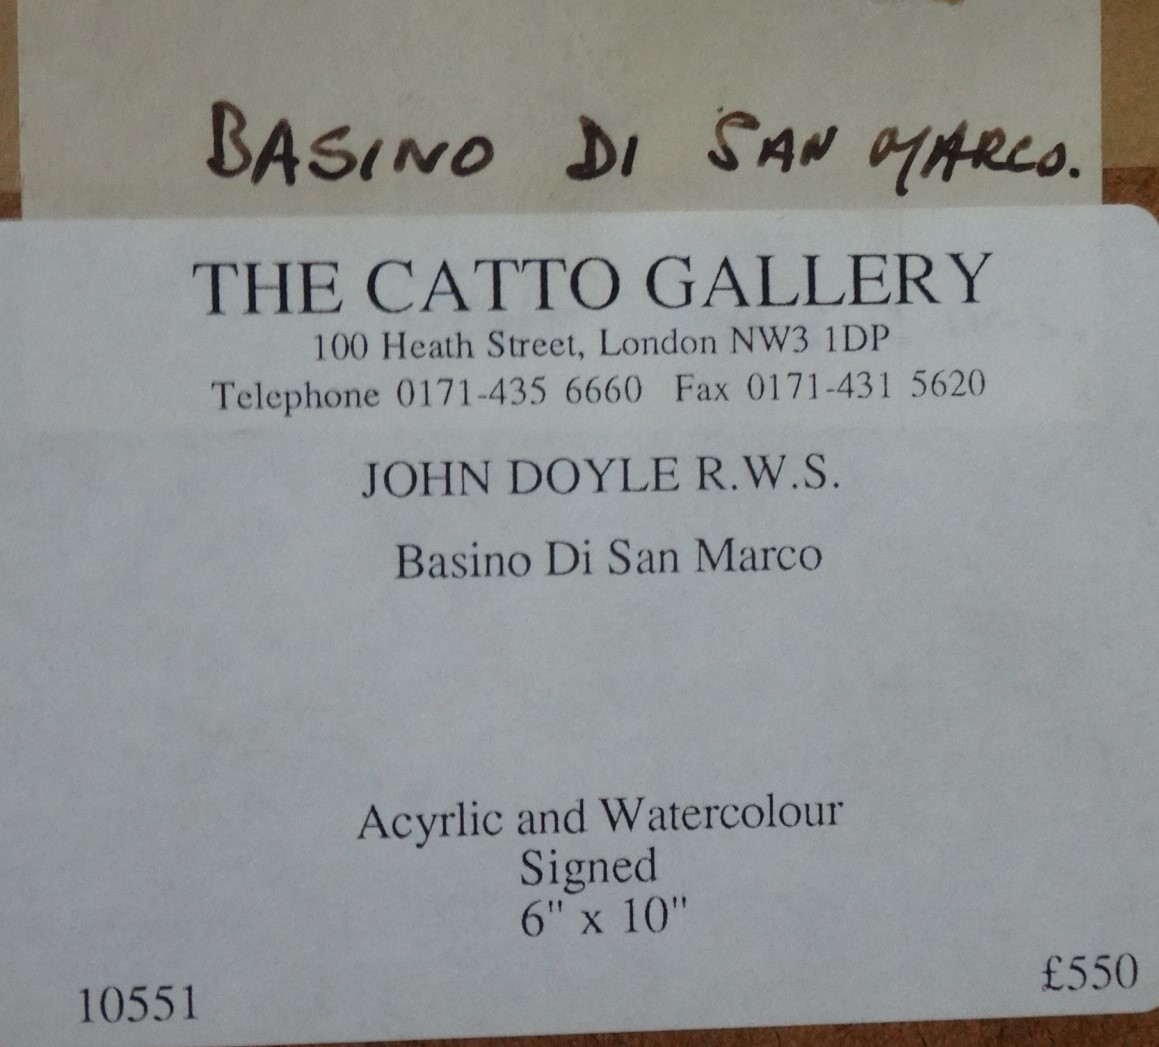 BASINO DI SAN MARCO.
THE CATTO GALLERY
100 Heath Street, London NW3 1DP
Telephone 0171-435 6660 Fax 0171-431 5620
JOHN DOYLE R.W.S.
Basino Di San Marco
Acyrlic and Watercolour
Signed
6" x 10"
10551 £550